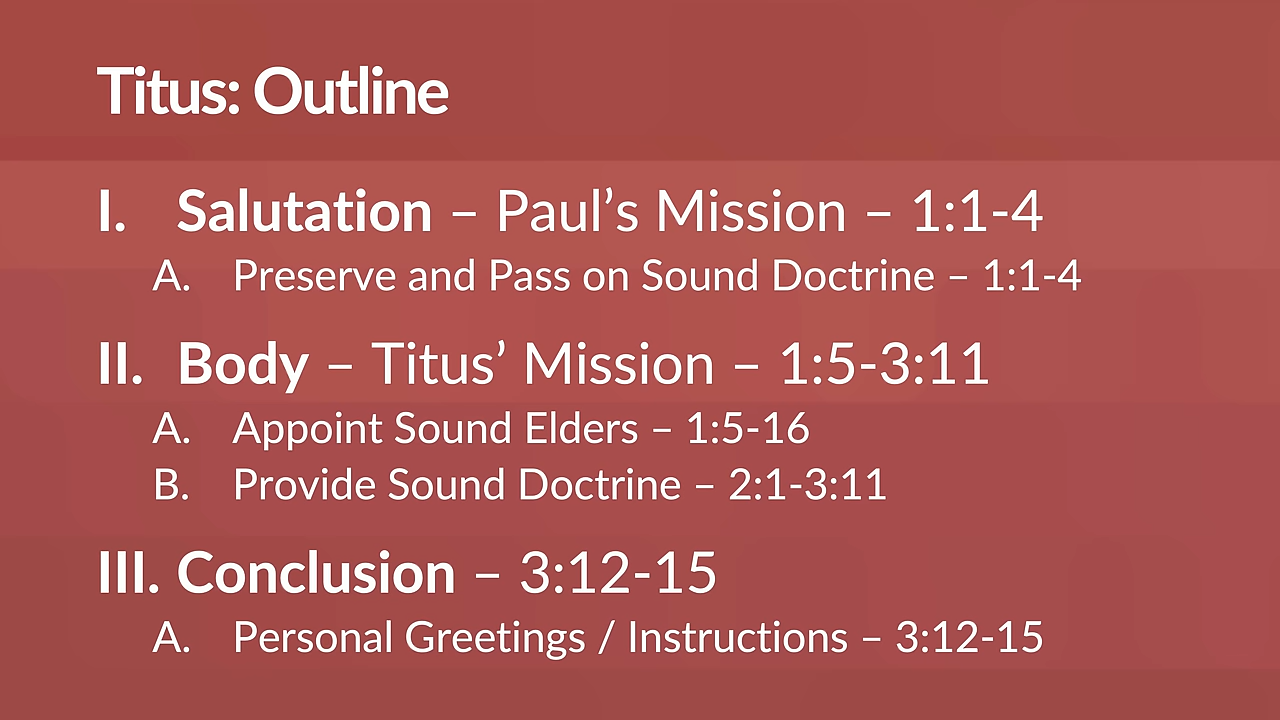 Titus: Outline
I. Salutation – Paul’s Mission – 1:1-4
A. Preserve and Pass on Sound Doctrine – 1:1-4
II. Body – Titus’ Mission – 1:5-3:11
A. Appoint Sound Elders – 1:5-16
B. Provide Sound Doctrine – 2:1-3:11
III. Conclusion – 3:12-15
A. Personal Greetings / Instructions – 3:12-15